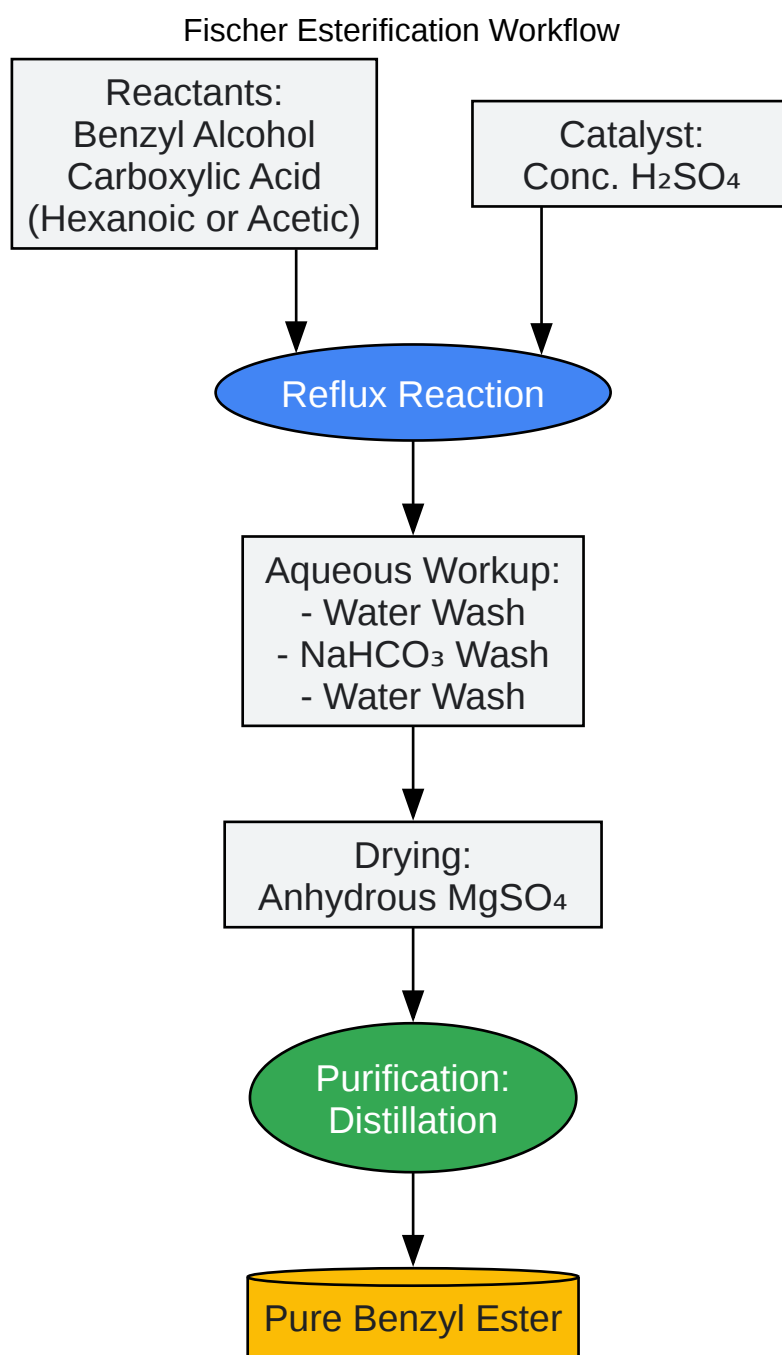 Fischer Esterification Workflow
Reactants:
Benzyl Alcohol
Carboxylic Acid
(Hexanoic or Acetic)
Catalyst:
Conc. H₂SO₄
Reflux Reaction
Aqueous Workup:
- Water Wash
- NaHCO₃ Wash
- Water Wash
Drying:
Anhydrous MgSO₄
Purification:
Distillation
Pure Benzyl Ester